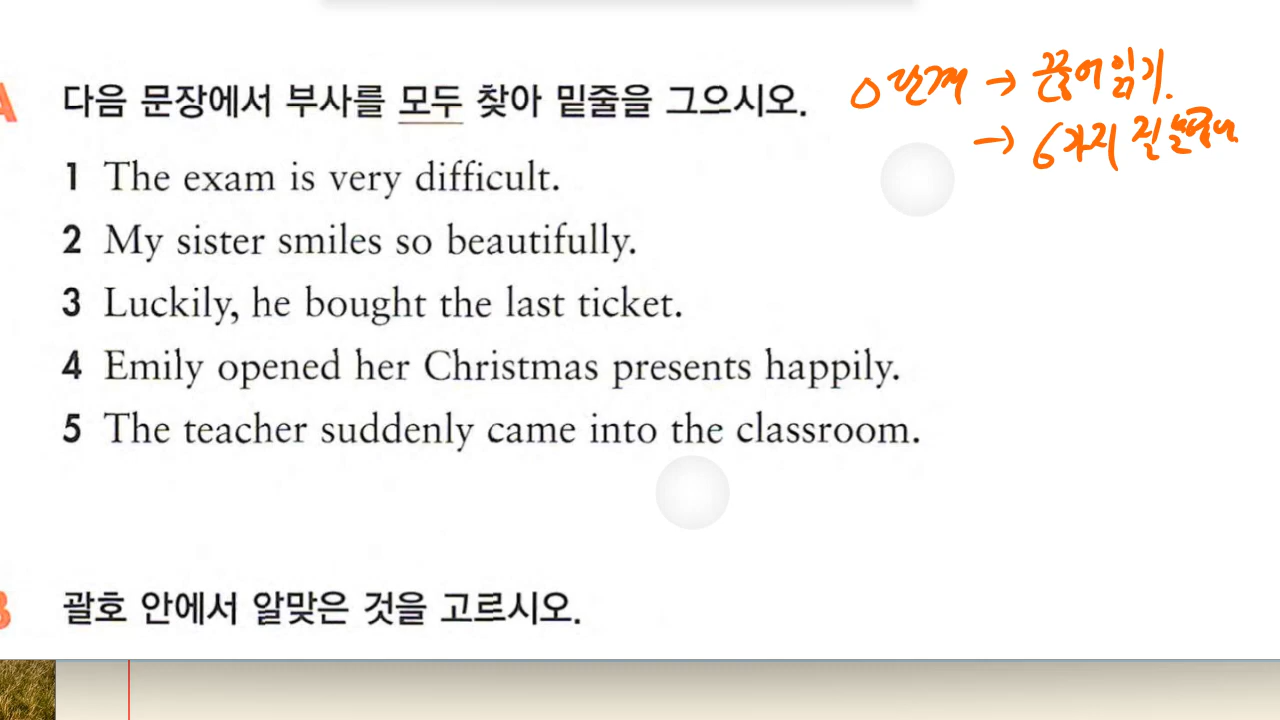 A 다음 문장에서 부사를 모두 찾아 밑줄을 그으시오.
0단계 → 끊어 읽기.
→ 6가지 질문
1 The exam is very difficult.
2 My sister smiles so beautifully.
3 Luckily, he bought the last ticket.
4 Emily opened her Christmas presents happily.
5 The teacher suddenly came into the classroom.
B 괄호 안에서 알맞은 것을 고르시오.